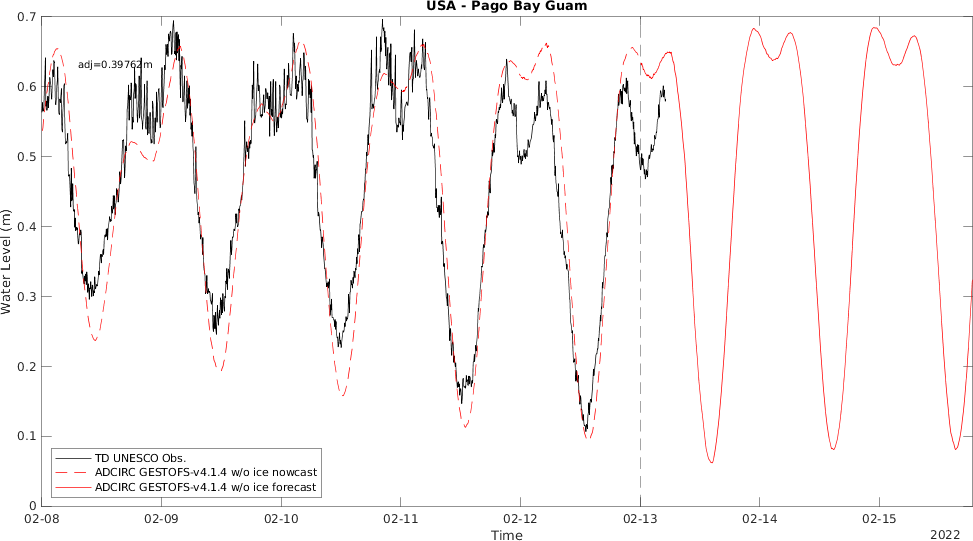 USA - Pago Bay Guam
0.7
adj=0.39762m
0.6
0.5
0.4
0.3
0.2
0.1
0
Water Level (m)
TD UNESCO Obs.
ADCIRC GESTOFS-v4.1.4 w/o ice nowcast
ADCIRC GESTOFS-v4.1.4 w/o ice forecast
02-08 02-09 02-10 02-11 02-12 02-13 02-14 02-15
Time
2022